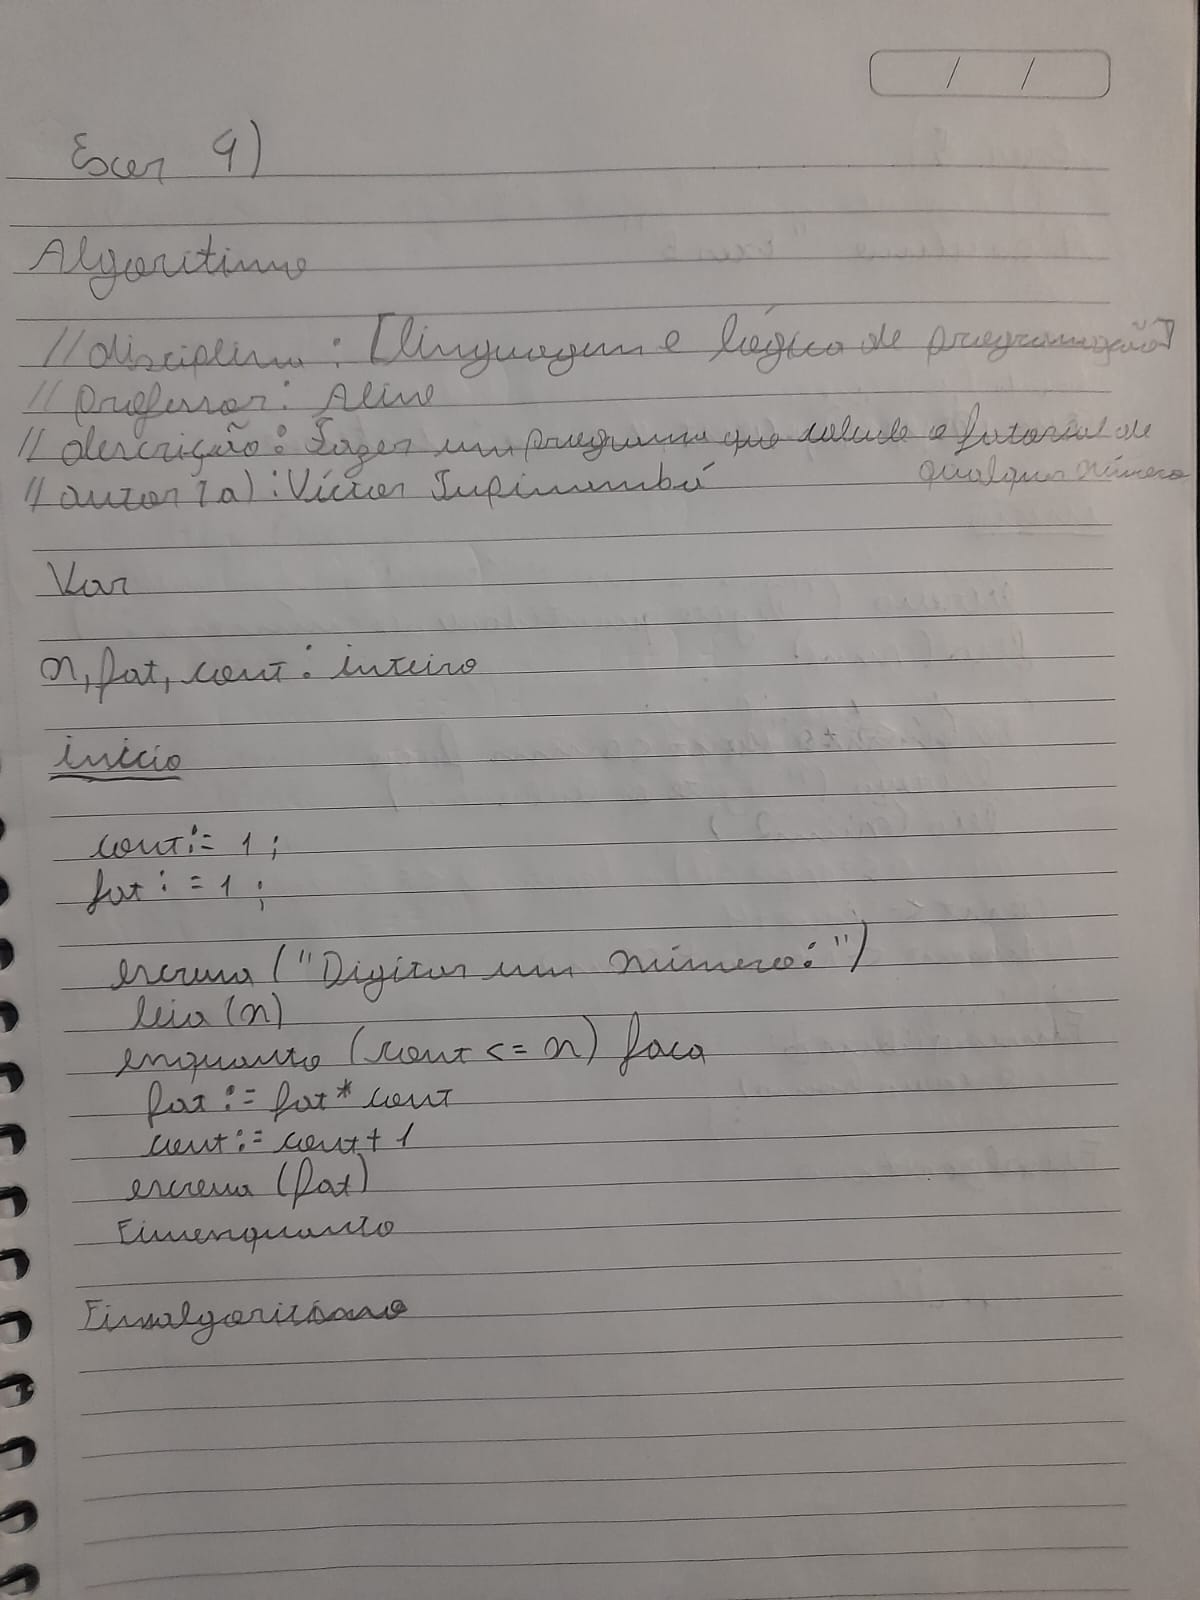 / /
Exer 9)
Algoritimo
//disciplina: [linguagem e lógica de programação]
// professor: Aline
// descrição: Fazer um programa que calcule o fatorial de
qualquer número
// autor(a): Víctor Tupinambá
Var
n, fat, cont: inteiro
inicio
cont:= 1;
fat:= 1;
escreva ("Digitar um número:")
leia (n)
enquanto (cont <= n) faca
fat:= fat * cont
cont:= cont + 1
escreva (fat)
Fimenquanto
Fimalgoritimo